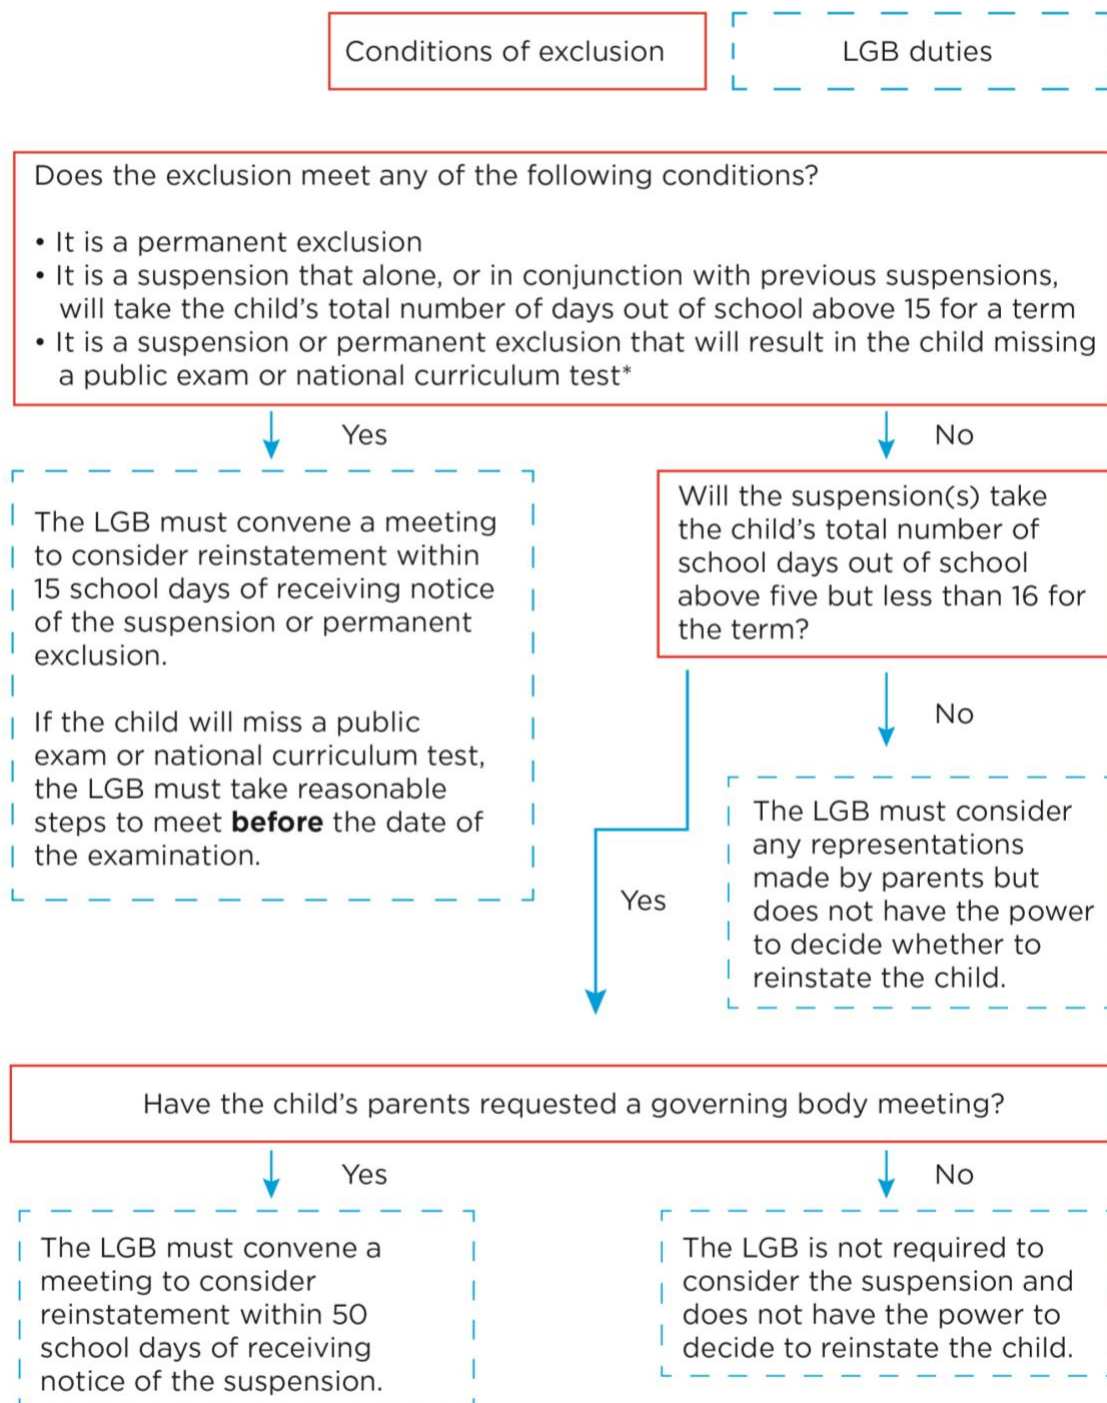 Conditions of exclusion
LGB duties
Does the exclusion meet any of the following conditions?
• It is a permanent exclusion
• It is a suspension that alone, or in conjunction with previous suspensions,
will take the child’s total number of days out of school above 15 for a term
• It is a suspension or permanent exclusion that will result in the child missing
a public exam or national curriculum test*
Yes
No
The LGB must convene a meeting
to consider reinstatement within
15 school days of receiving notice
of the suspension or permanent
exclusion.
If the child will miss a public
exam or national curriculum test,
the LGB must take reasonable
steps to meet before the date of
the examination.
Will the suspension(s) take
the child’s total number of
school days out of school
above five but less than 16 for
the term?
No
The LGB must consider
any representations
made by parents but
does not have the power
to decide whether to
reinstate the child.
Yes
Have the child’s parents requested a governing body meeting?
Yes
No
The LGB must convene a
meeting to consider
reinstatement within 50
school days of receiving
notice of the suspension.
The LGB is not required to
consider the suspension and
does not have the power to
decide to reinstate the child.